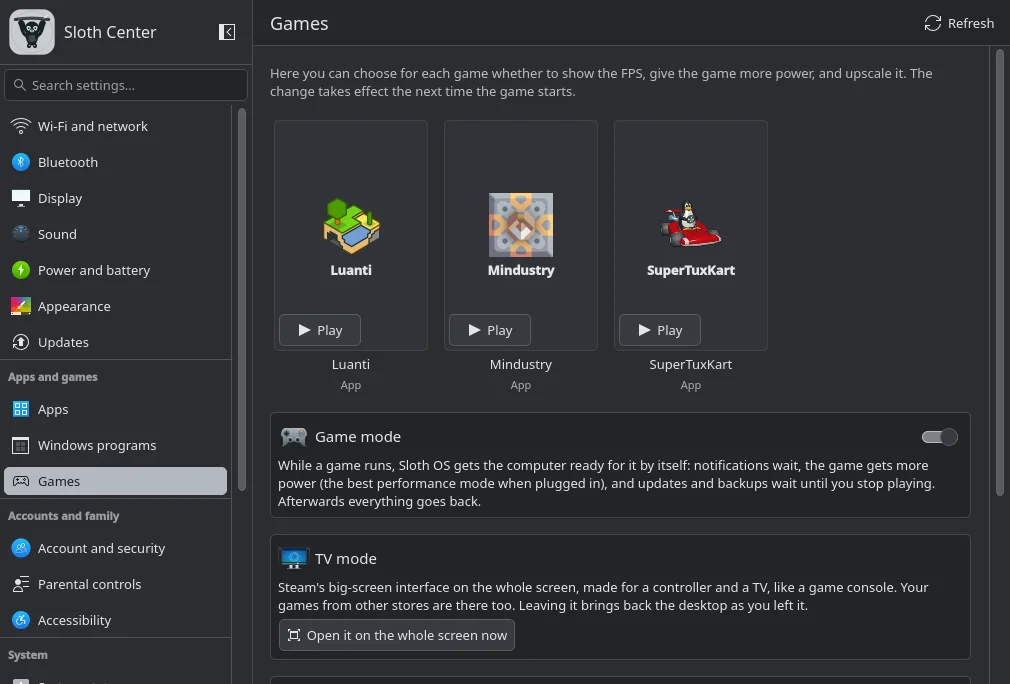 Sloth Center
Search settings...
Wi-Fi and network
Bluetooth
Display
Sound
Power and battery
Appearance
Updates
Apps and games
Apps
Windows programs
Games
Accounts and family
Account and security
Parental controls
Accessibility
System
Games
Refresh
Here you can choose for each game whether to show the FPS, give the game more power, and upscale it. The
change takes effect the next time the game starts.
Luanti
Play
Luanti
App
Mindustry
Play
Mindustry
App
SuperTuxKart
Play
SuperTuxKart
App
Game mode
While a game runs, Sloth OS gets the computer ready for it by itself: notifications wait, the game gets more
power (the best performance mode when plugged in), and updates and backups wait until you stop playing.
Afterwards everything goes back.
TV mode
Steam's big-screen interface on the whole screen, made for a controller and a TV, like a game console. Your
games from other stores are there too. Leaving it brings back the desktop as you left it.
Open it on the whole screen now